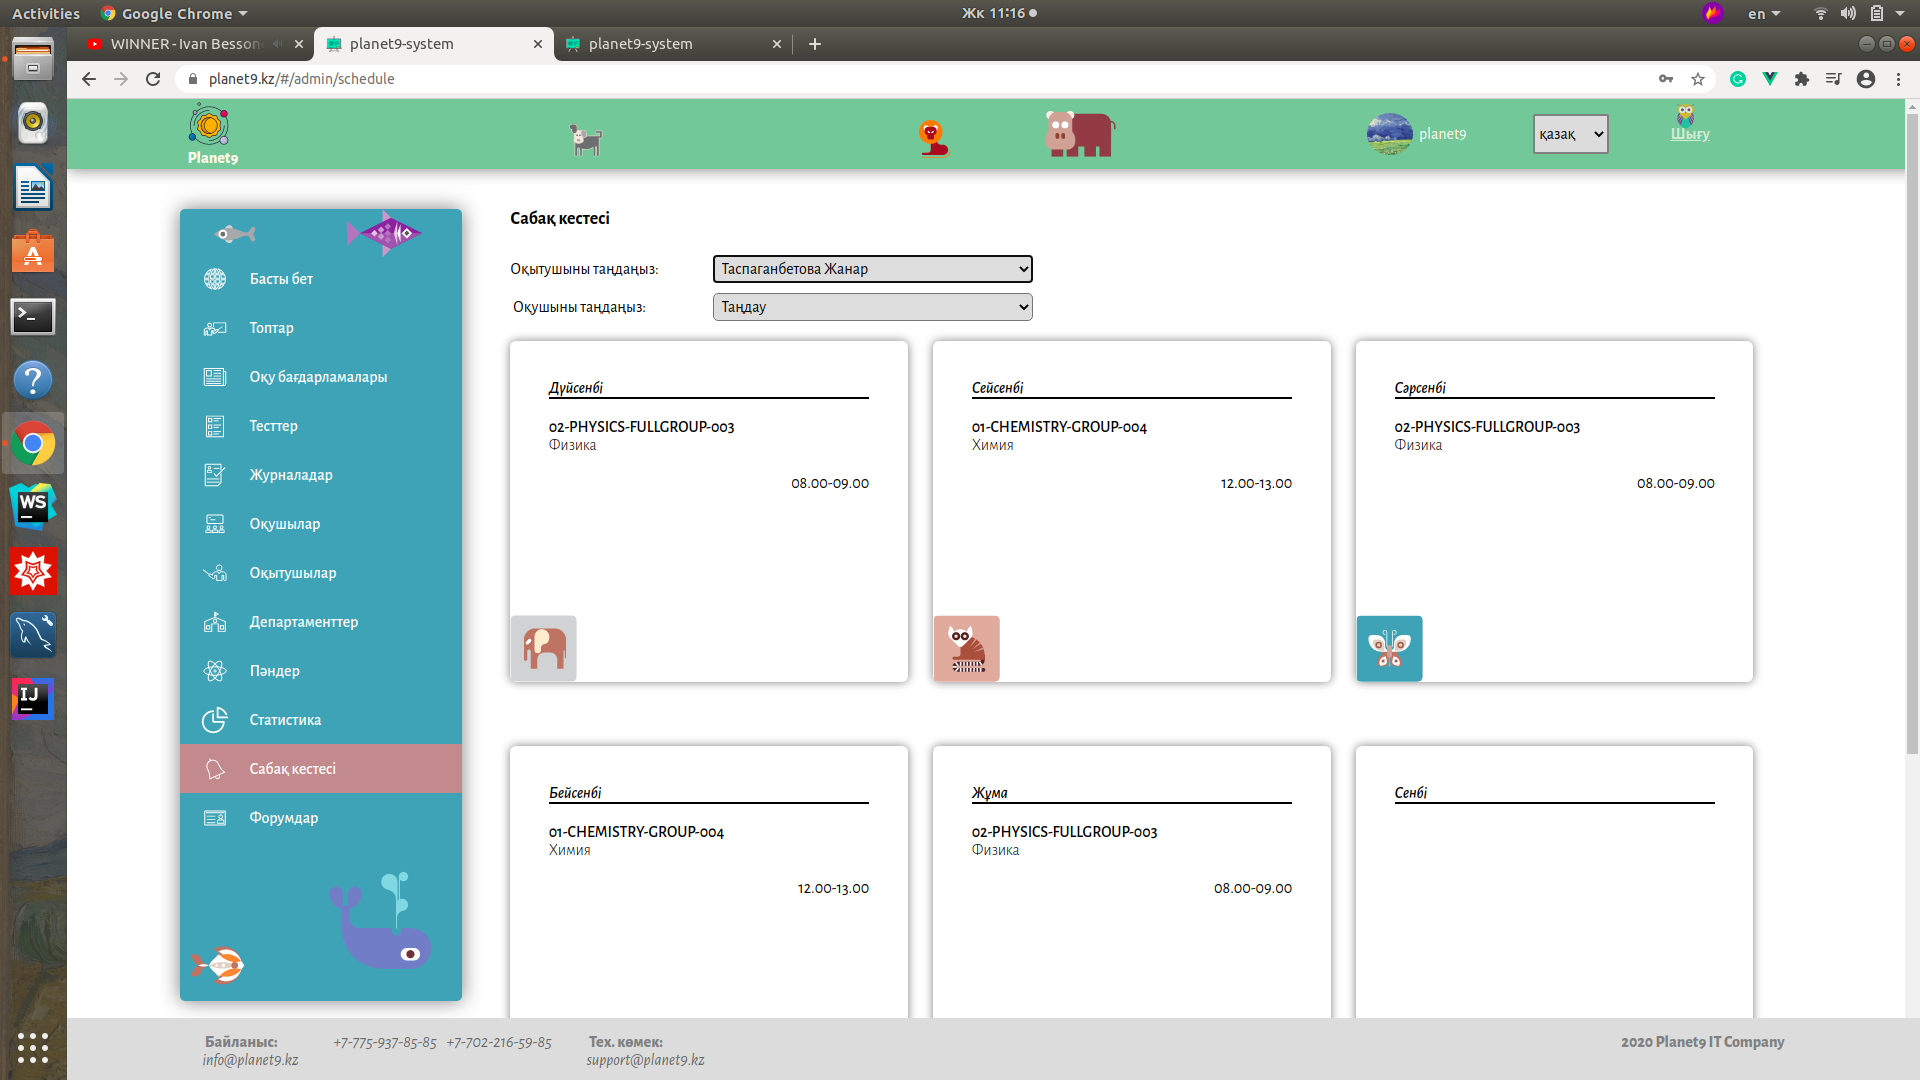 Activities
Google Chrome
Жк 11:16
en
WINNER - Ivan Besson
planet9-system
planet9-system
planet9.kz/#/admin/schedule
Planet9
planet9
қазақ
Шығу
Басты бет
Топтар
Оқу бағдарламалары
Тесттер
Журналадар
Оқушылар
Оқытушылар
Департаменттер
Пәндер
Статистика
Сабақ кестесі
Форумдар
Сабақ кестесі
Оқытушыны таңдаңыз:
Таспаганбетова Жанар
Оқушыны таңдаңыз:
Таңдау
Дүйсенбі
02-PHYSICS-FULLGROUP-003
Физика
08.00-09.00
Сейсенбі
01-CHEMISTRY-GROUP-004
Химия
12.00-13.00
Сәрсенбі
02-PHYSICS-FULLGROUP-003
Физика
08.00-09.00
Бейсенбі
01-CHEMISTRY-GROUP-004
Химия
12.00-13.00
Жұма
02-PHYSICS-FULLGROUP-003
Физика
08.00-09.00
Сенбі
Байланыс:
info@planet9.kz
+7-775-937-85-85 +7-702-216-59-85
Тех. көмек:
support@planet9.kz
2020 Planet9 IT Company
WS
IJ